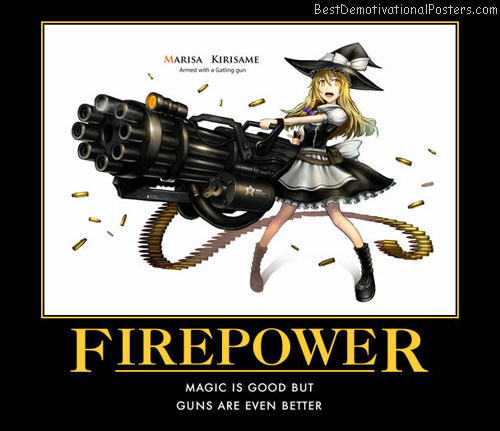 BestDemotivationalPosters.com
MARISA KIRISAME
Armed with a Gatling gun
FIREPOWER
MAGIC IS GOOD BUT
GUNS ARE EVEN BETTER